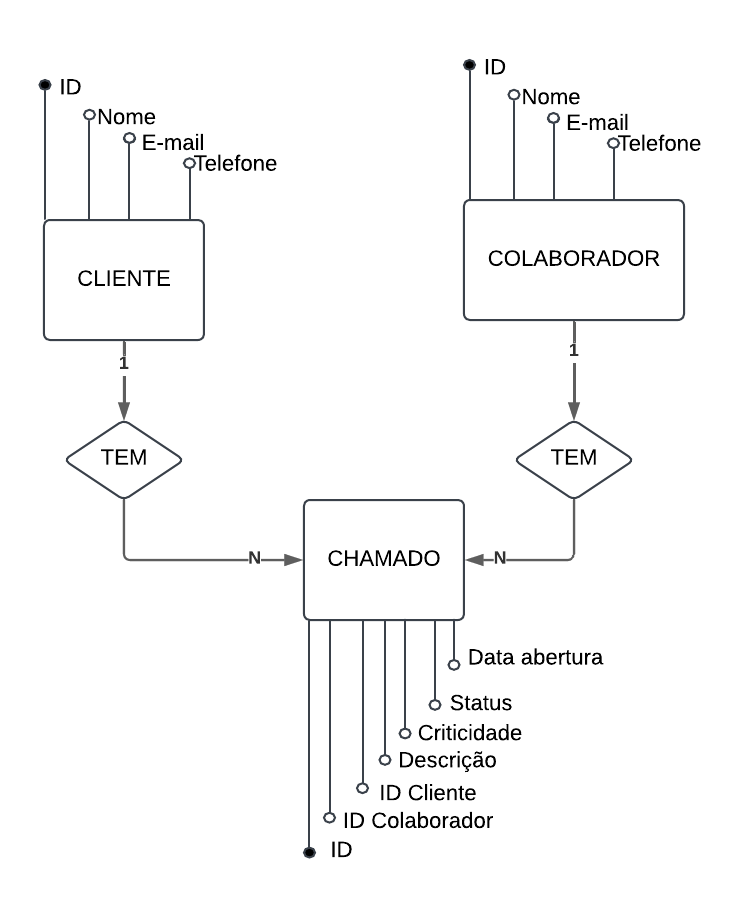 ID
Nome
E-mail
Telefone
CLIENTE
1
TEM
N
ID
Nome
E-mail
Telefone
COLABORADOR
1
TEM
N
CHAMADO
Data abertura
Status
Criticidade
Descrição
ID Cliente
ID Colaborador
ID